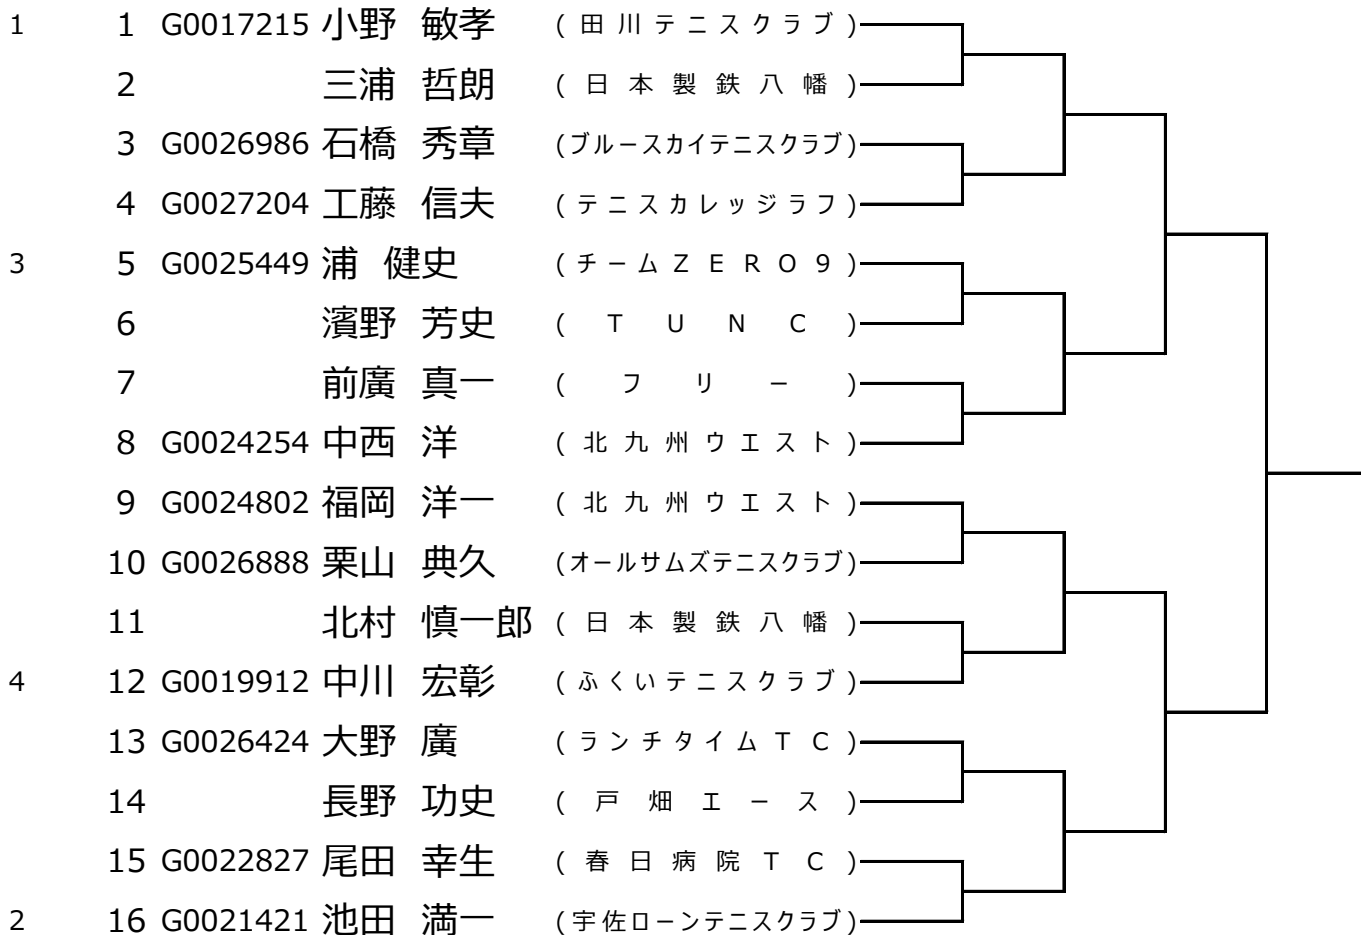 1 1 G0017215 小野 敏孝 (田川テニスクラブ)
2 三浦 哲朗 (日本製鉄八幡)
3 G0026986 石橋 秀章 (ブルースカイテニスクラブ)
4 G0027204 工藤 信夫 (テニスカレッジラフ)
3 5 G0025449 浦 健史 (チームZERO9)
6 濱野 芳史 (TUNC)
7 前廣 真一 (フリー)
8 G0024254 中西 洋 (北九州ウエスト)
9 G0024802 福岡 洋一 (北九州ウエスト)
10 G0026888 栗山 典久 (オールサムズテニスクラブ)
11 北村 慎一郎 (日本製鉄八幡)
4 12 G0019912 中川 宏彰 (ふくいテニスクラブ)
13 G0026424 大野 廣 (ランチタイムTC)
14 長野 功史 (戸畑エース)
15 G0022827 尾田 幸生 (春日病院TC)
2 16 G0021421 池田 満一 (宇佐ローンテニスクラブ)